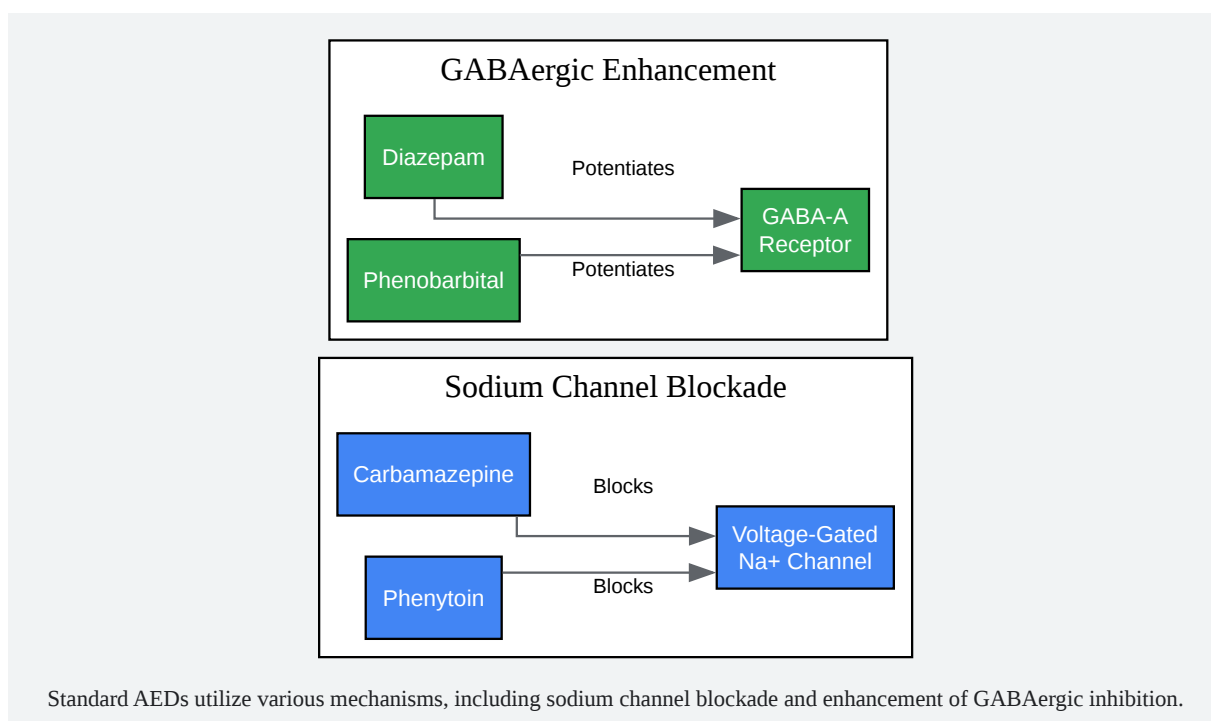 GABAergic Enhancement
Diazepam
Potentiates
GABA-A
Receptor
Phenobarbital
Potentiates
Sodium Channel Blockade
Carbamazepine
Blocks
Voltage-Gated
Na+ Channel
Phenytoin
Blocks
Standard AEDs utilize various mechanisms, including sodium channel blockade and enhancement of GABAergic inhibition.